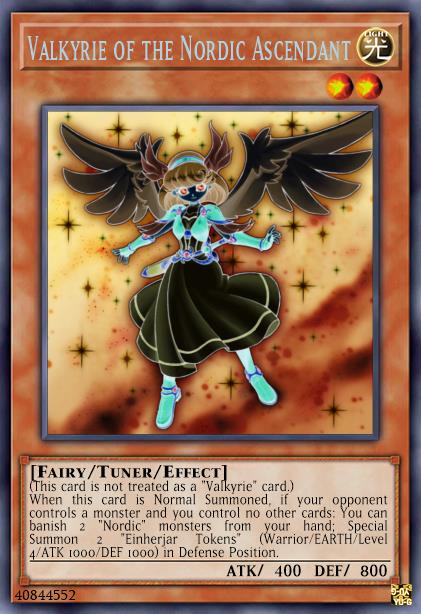 VALKYRIE OF THE NORDIC ASCENDANT
LIGHT
光
[FAIRY/TUNER/EFFECT]
(This card is not treated as a "Valkyrie" card.)
When this card is Normal Summoned, if your opponent
controls a monster and you control no other cards: You can
banish 2 "Nordic" monsters from your hand; Special
Summon 2 "Einherjar Tokens" (Warrior/EARTH/Level
4/ATK 1000/DEF 1000) in Defense Position.
ATK/ 400 DEF/ 800
40844552